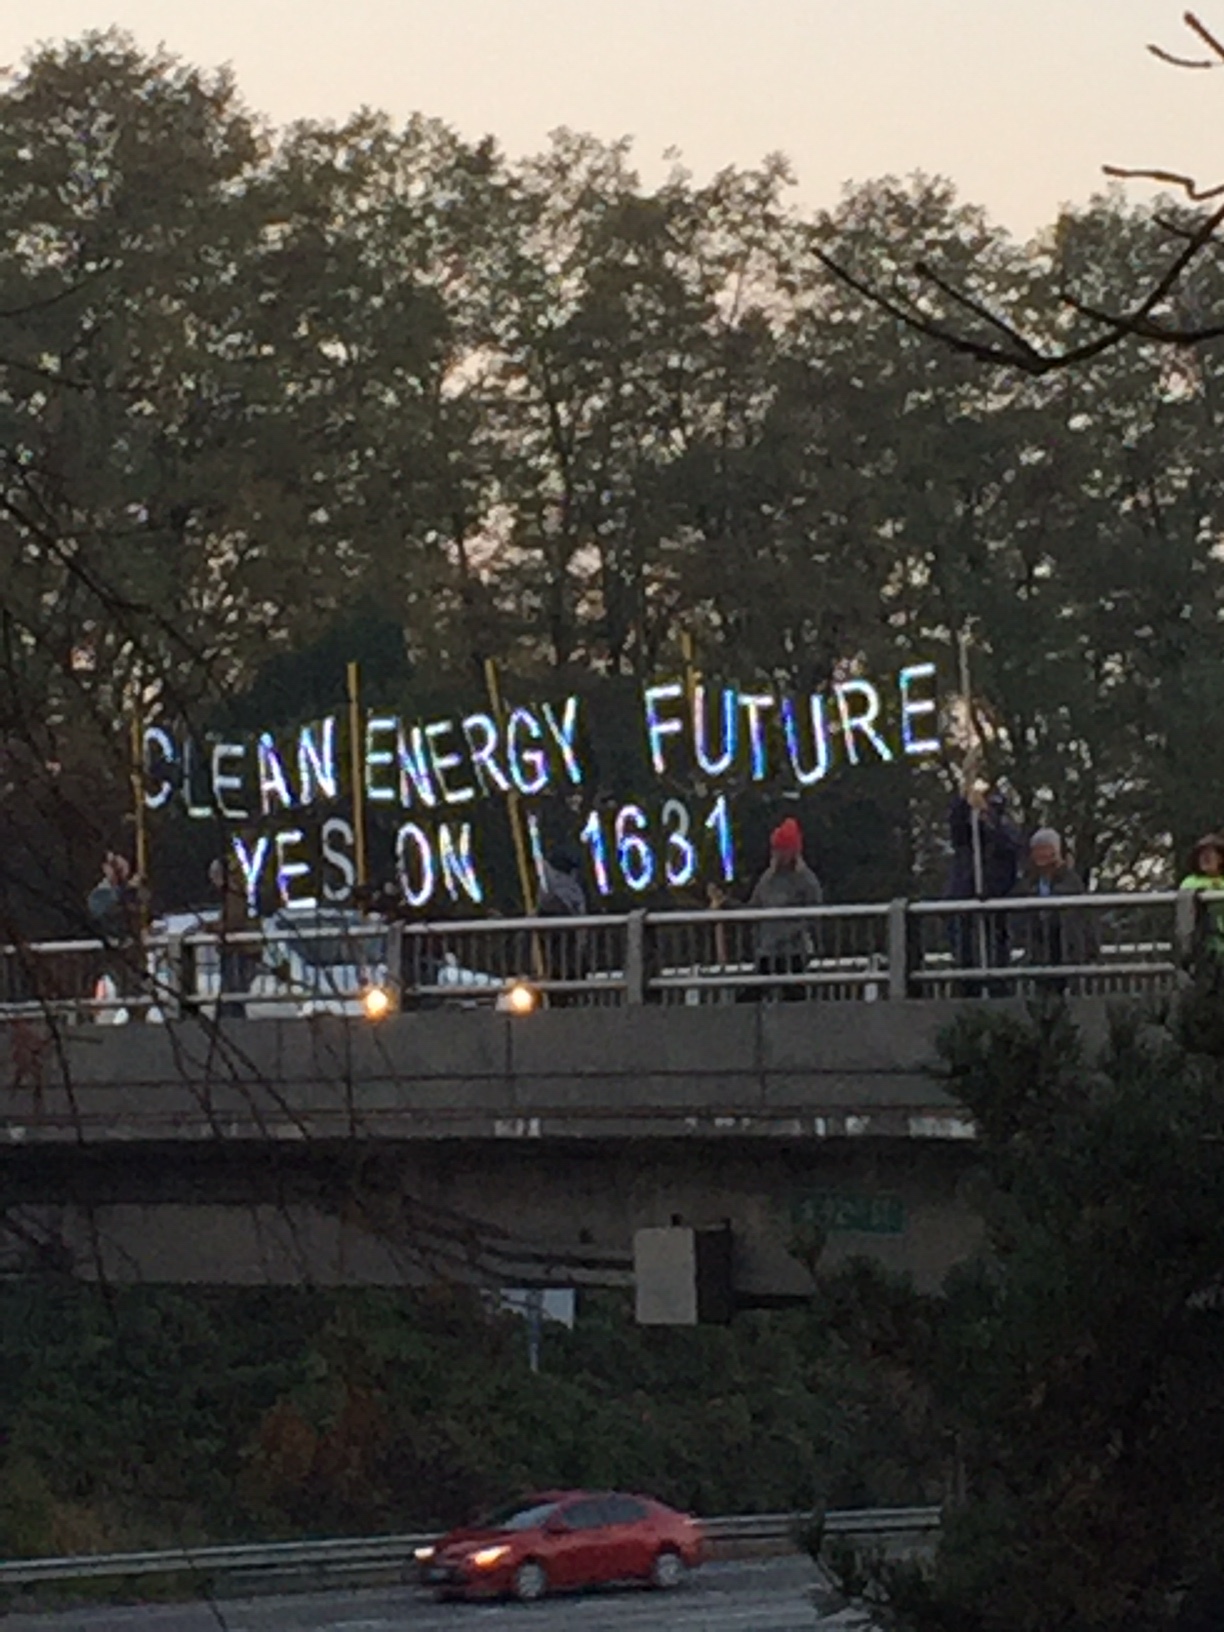 CLEAN ENERGY FUTURE
YES ON I 1631